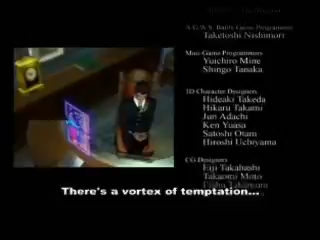 A.G.W.S. Battle Game Programmer
Taketoshi Nishimori
Mini-Game Programmers
Yuichiro Mine
Shingo Tanaka
3D Character Designers
Hideaki Takeda
Hikaru Takami
Jun Adachi
Ken Yuasa
Satoshi Otani
Hiroshi Uchiyama
CG Designers
Eiji Takahashi
Takaomi Miito
There's a vortex of temptation...